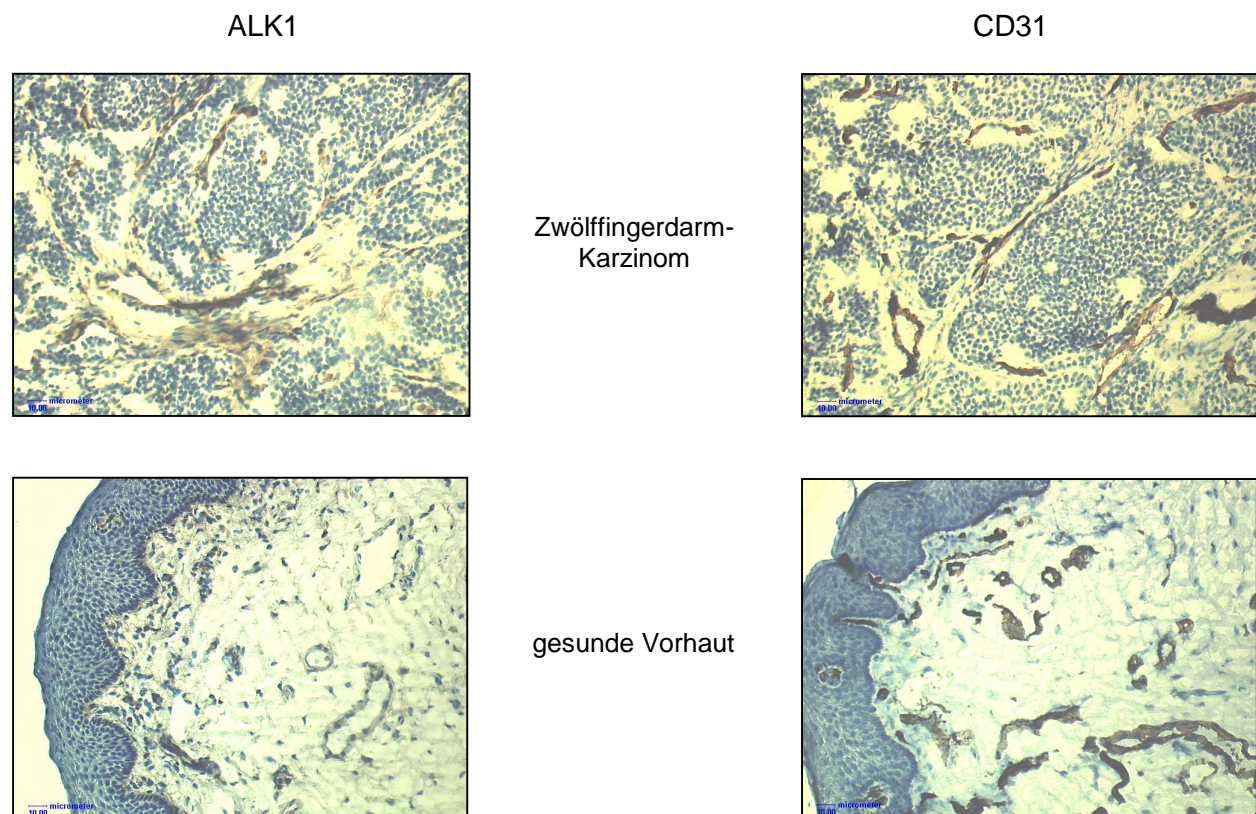 ALK1
CD31
Zwölffingerdarm-
Karzinom
micrometer
10.00
micrometer
10.00
gesunde Vorhaut
micrometer
10.00
micrometer
10.00